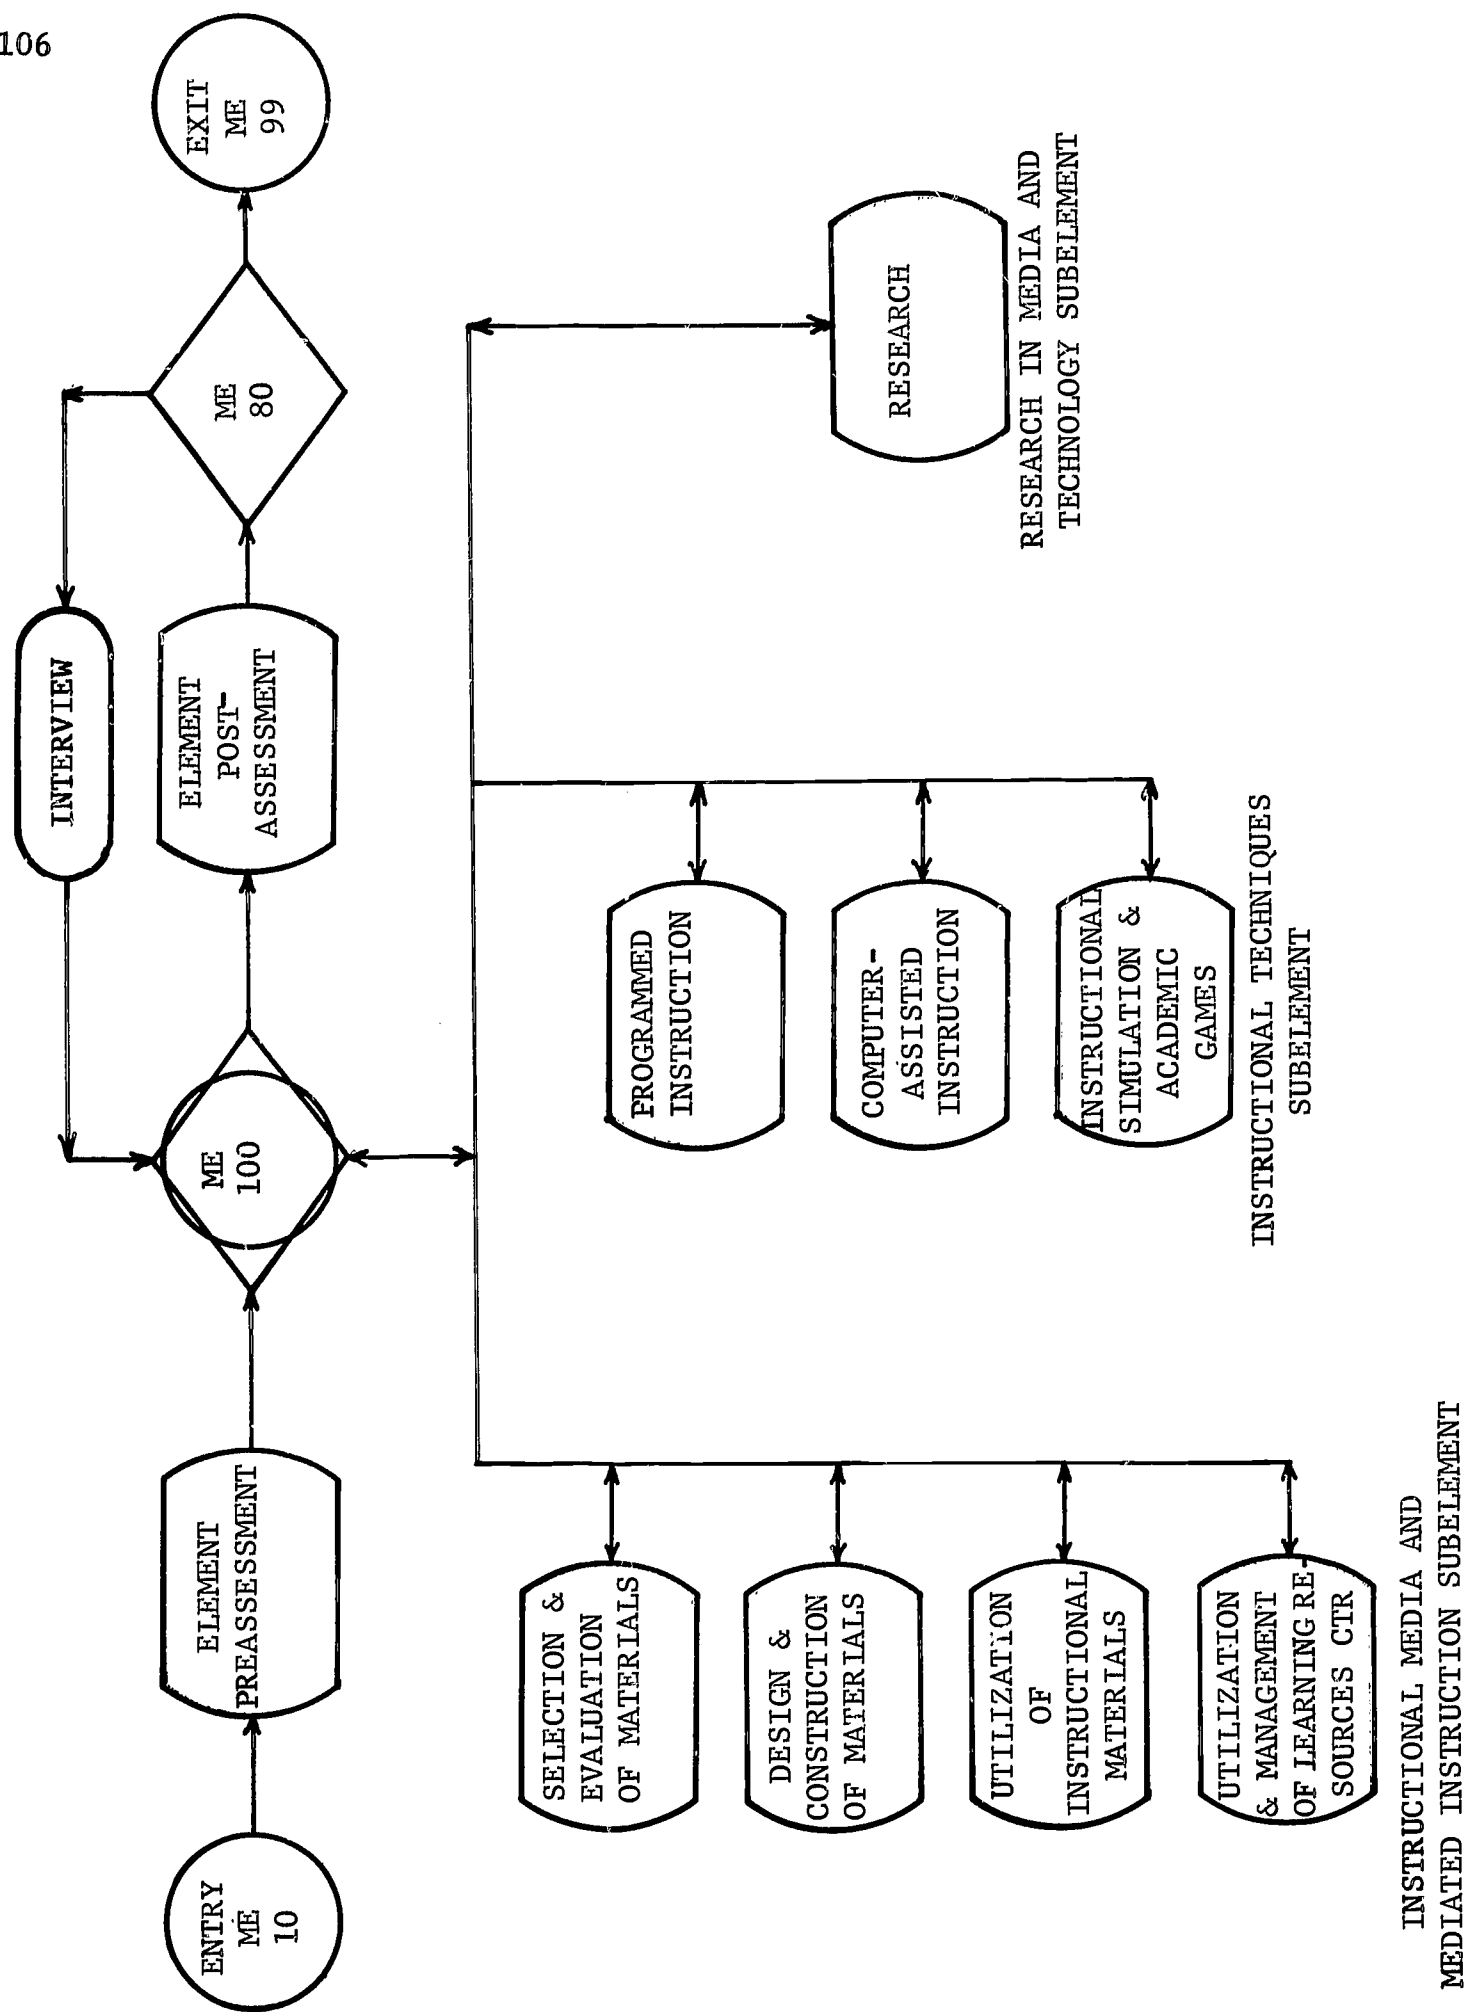 106
ENTRY
ME
10
ELEMENT
PREASSESSMENT
ME
100
INTERVIEW
ELEMENT
POST-
ASSESSMENT
ME
80
EXIT
ME
99
SELECTION &
EVALUATION
OF MATERIALS
DESIGN &
CONSTRUCTION
OF MATERIALS
UTILIZATION
OF
INSTRUCTIONAL
MATERIALS
UTILIZATION
& MANAGEMENT
OF LEARNING RE-
SOURCES CTR
INSTRUCTIONAL MEDIA AND
MEDIATED INSTRUCTION SUBELEMENT
PROGRAMMED
INSTRUCTION
COMPUTER-
ASSISTED
INSTRUCTION
INSTRUCTIONAL
SIMULATION &
ACADEMIC
GAMES
INSTRUCTIONAL TECHNIQUES
SUBELEMENT
RESEARCH
RESEARCH IN MEDIA AND
TECHNOLOGY SUBELEMENT